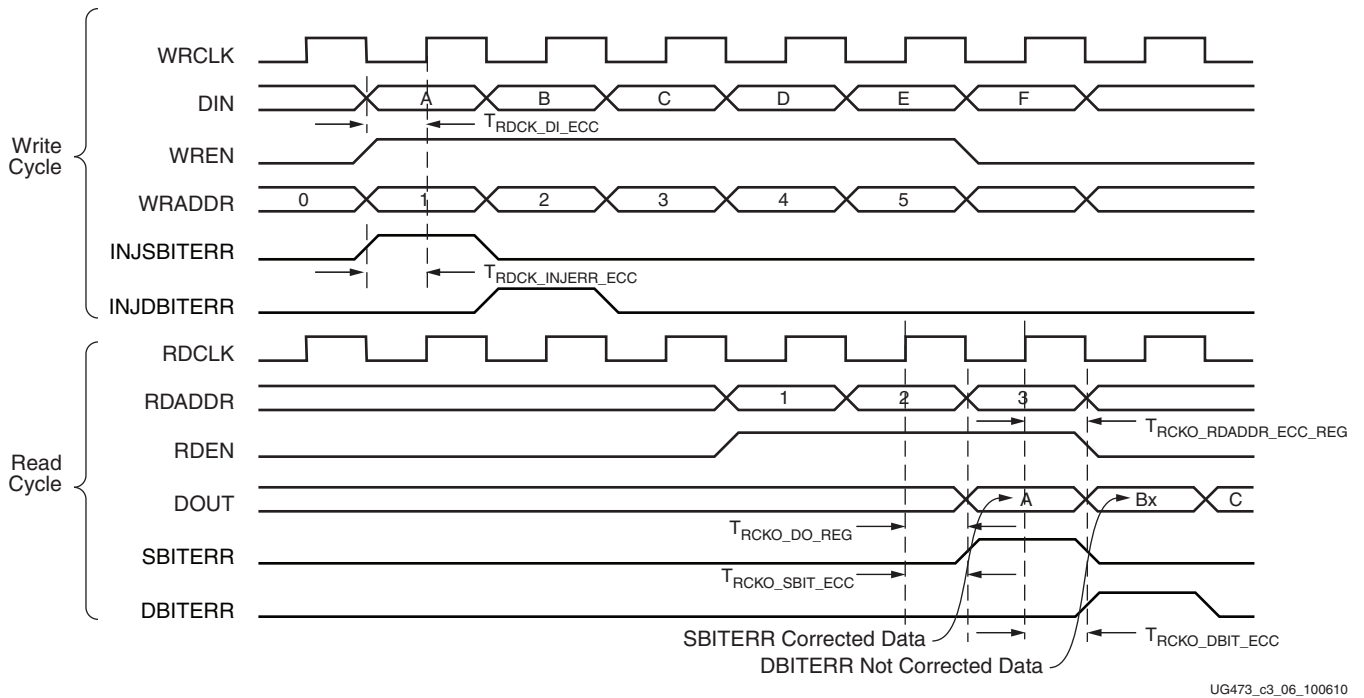 WRCLK
DIN A B C D E F
T_RDCK_DI_ECC
Write
Cycle
WREN
WRADDR 0 1 2 3 4 5
INJSBITERR
T_RDCK_INJERR_ECC
INJDBITERR
RDCLK
RDADDR 1 2 3
T_RCKO_RDADDR_ECC_REG
RDEN
Read
Cycle
DOUT A Bx C
T_RCKO_DO_REG
SBITERR
T_RCKO_SBIT_ECC
DBITERR
SBITERR Corrected Data
T_RCKO_DBIT_ECC
DBITERR Not Corrected Data
UG473_c3_06_100610